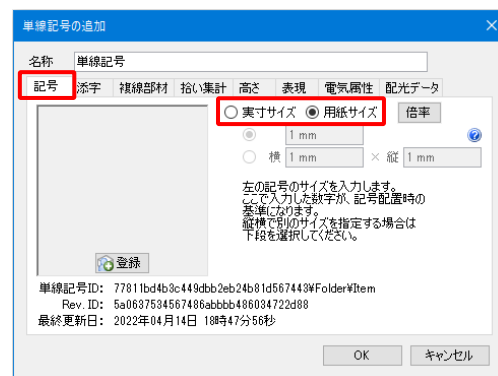 単線記号の追加
名称 単線記号
記号 添字 複線部材 拾い集計 高さ 表現 電気属性 配光データ
実寸サイズ 用紙サイズ 倍率
1 mm
横 1 mm × 縦 1 mm
左の記号のサイズを入力します。
ここで入力した数字が、記号配置時の
基準になります。
縦横で別のサイズを指定する場合は
下段を選択してください。
登録
単線記号ID: 77811bd4b3c449dbb2eb24b81d567443¥Folder¥Item
Rev. ID: 5a0637534567486abbbb486034722d88
最終更新日: 2022年04月14日 18時47分56秒
OK キャンセル